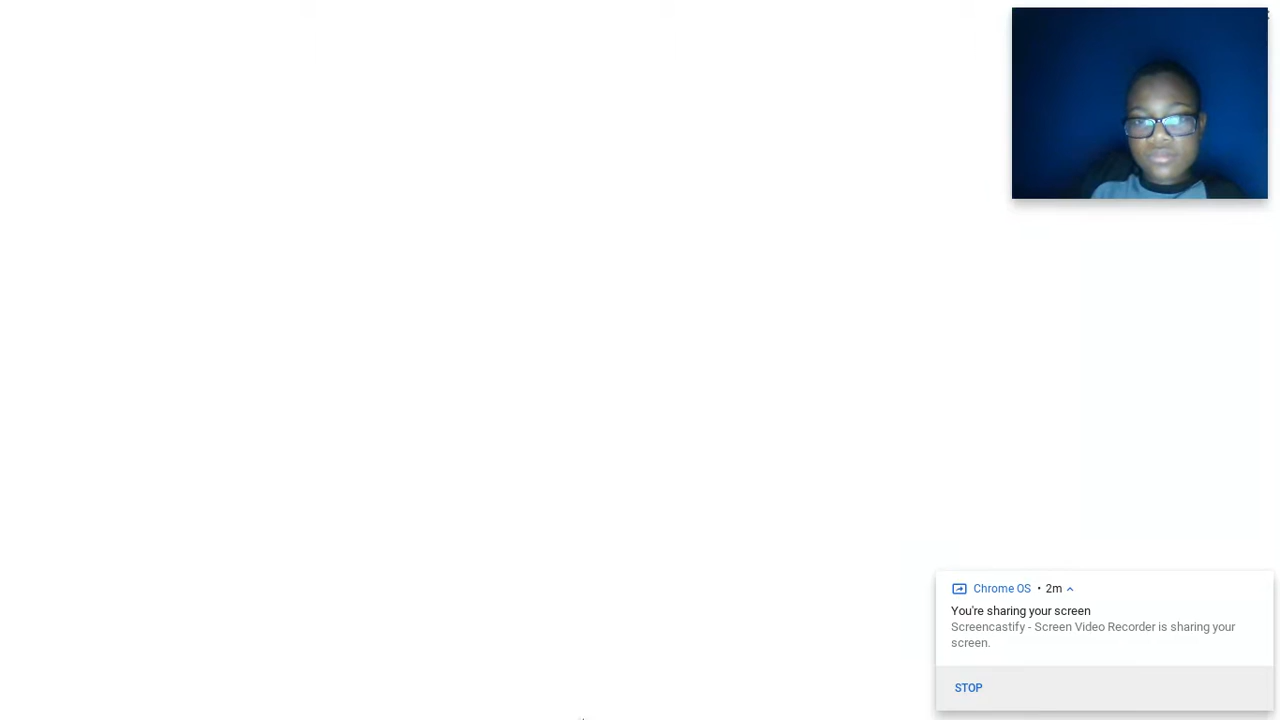 Chrome OS • 2m
You're sharing your screen
Screencastify - Screen Video Recorder is sharing your
screen.
STOP